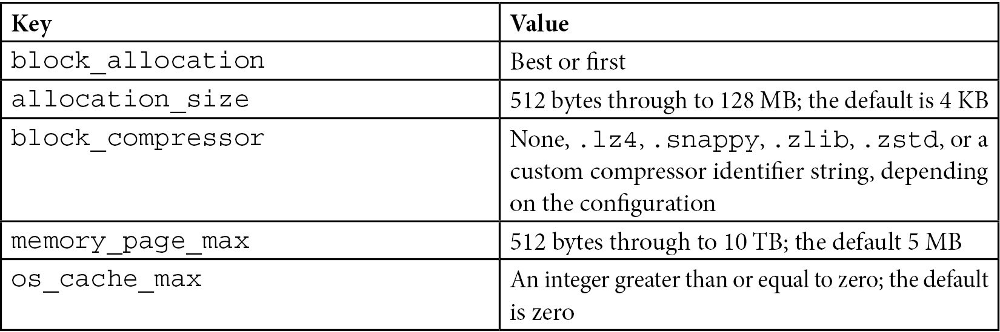 Key Value
block_allocation Best or first
allocation_size 512 bytes through to 128 MB; the default is 4 KB
block_compressor None, .lz4, .snappy, .zlib, .zstd, or a
custom compressor identifier string, depending
on the configuration
memory_page_max 512 bytes through to 10 TB; the default 5 MB
os_cache_max An integer greater than or equal to zero; the default
is zero